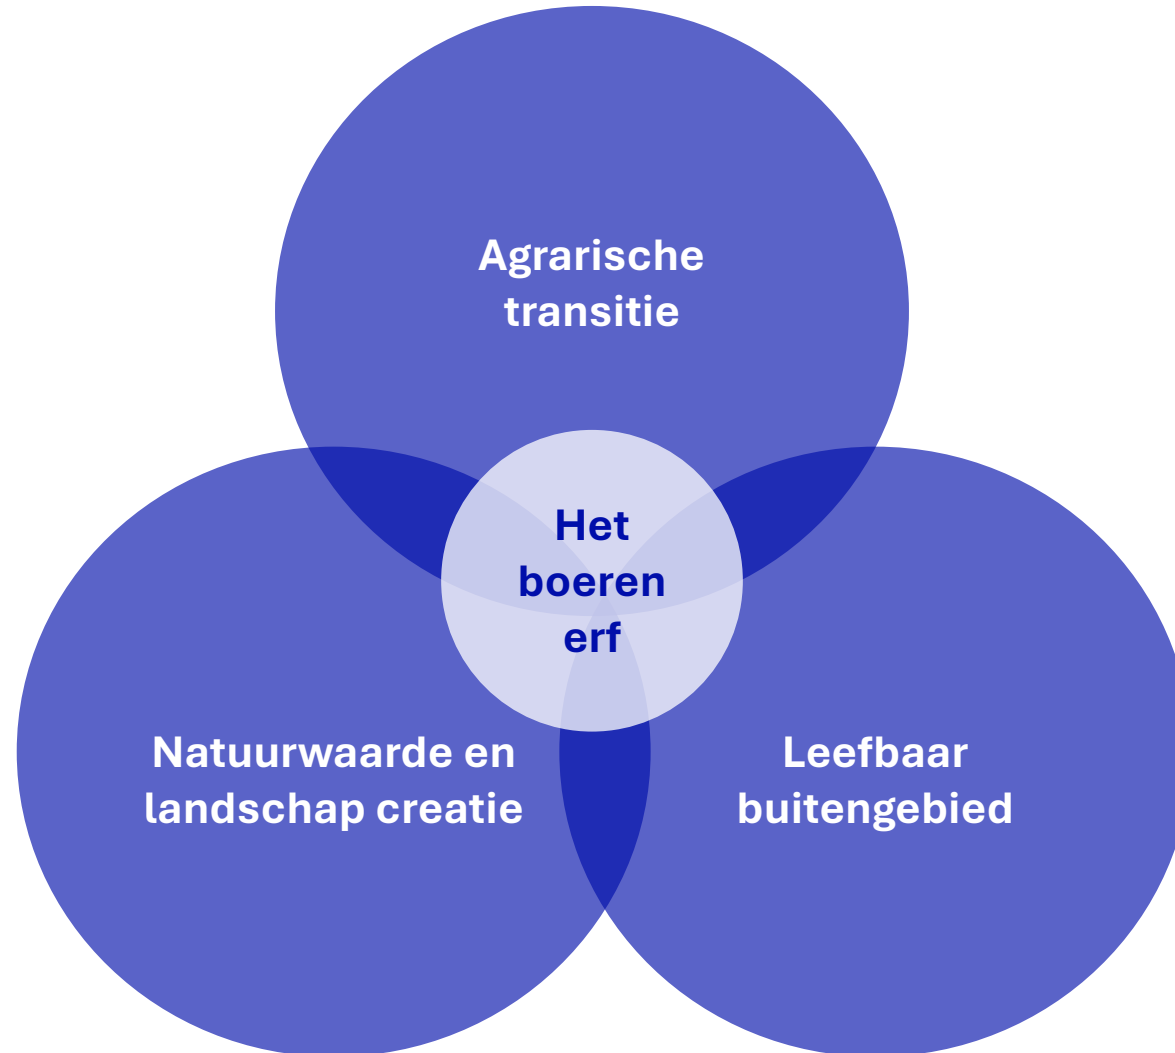 Agrarische
transitie
Het
boeren
erf
Natuurwaarde en
landschap creatie
Leefbaar
buitengebied